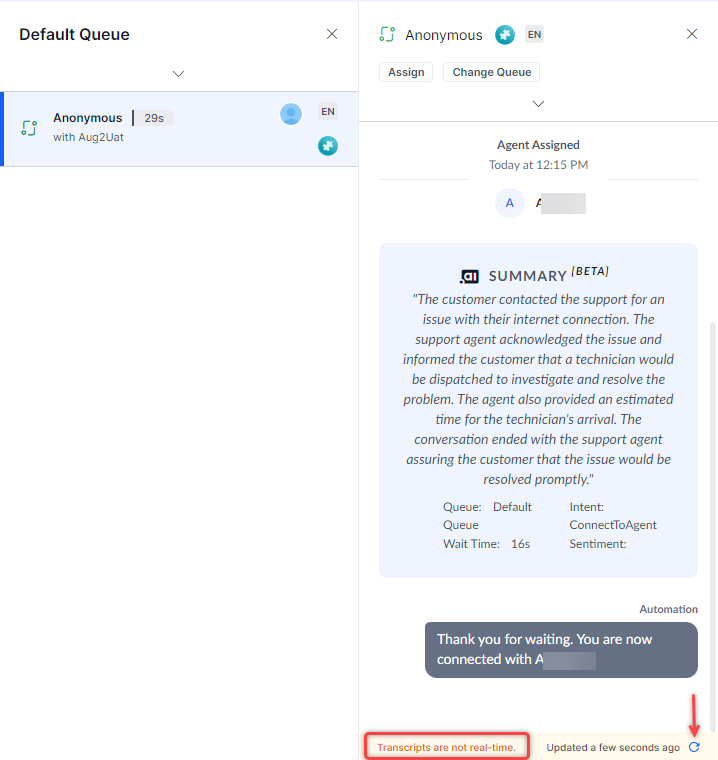 Default Queue
Anonymous 29s EN
with Aug2Uat
Anonymous EN
Assign Change Queue
Agent Assigned
Today at 12:15 PM
A A
.ai SUMMARY [BETA]
"The customer contacted the support for an
issue with their internet connection. The
support agent acknowledged the issue and
informed the customer that a technician would
be dispatched to investigate and resolve the
problem. The agent also provided an estimated
time for the technician's arrival. The
conversation ended with the support agent
assuring the customer that the issue would be
resolved promptly."
Queue: Default Intent:
Queue ConnectToAgent
Wait Time: 16s Sentiment:
Automation
Thank you for waiting. You are now
connected with A
Transcripts are not real-time. Updated a few seconds ago